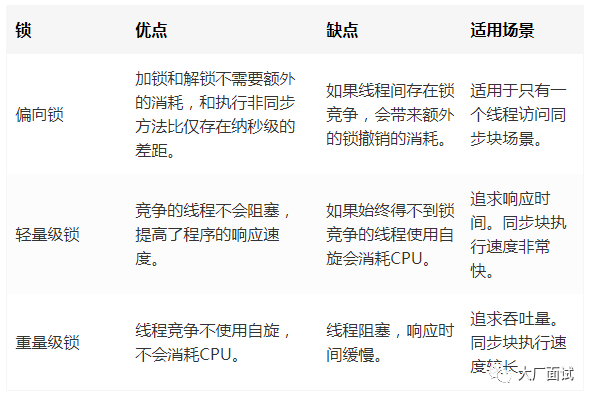 锁 优点 缺点 适用场景
偏向锁
加锁和解锁不需要额外
的消耗，和执行非同步
方法比仅存在纳秒级的
差距。
如果线程间存在锁
竞争，会带来额外
的锁撤销的消耗。
适用于只有一
个线程访问同
步块场景。
轻量级锁
竞争的线程不会阻塞，
提高了程序的响应速
度。
如果始终得不到锁
竞争的线程使用自
旋会消耗CPU。
追求响应时
间。同步块执
行速度非常
快。
重量级锁
线程竞争不使用自旋，
不会消耗CPU。
线程阻塞，响应时
间缓慢。
追求吞吐量。
同步块执行速
度较长。
大厂面试